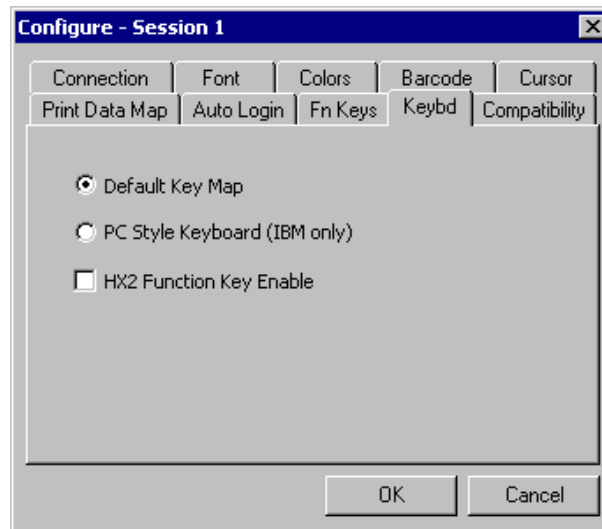 Configure - Session 1
Connection Font Colors Barcode Cursor
Print Data Map Auto Login Fn Keys Keybd Compatibility
Default Key Map
PC Style Keyboard (IBM only)
HX2 Function Key Enable
OK Cancel